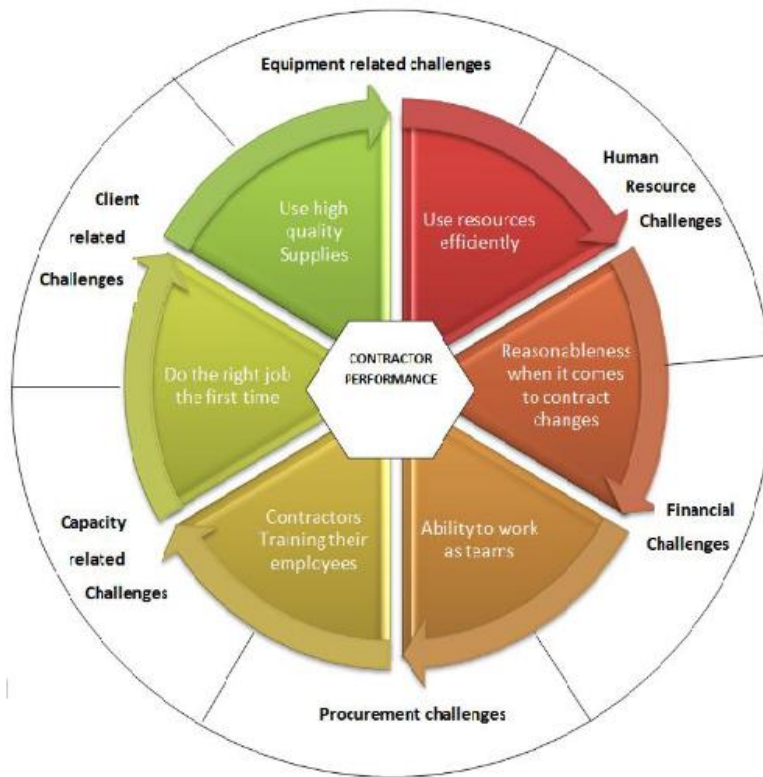 Equipment related challenges
Human
Resource
Challenges
Client
related
Challenges
Use high
quality
Supplies
Use resources
efficiently
CONTRACTOR
PERFORMANCE
Do the right job
the first time
Reasonableness
when it comes
to contract
changes
Contractors
Training their
employees
Ability to work
as teams
Capacity
related
Challenges
Financial
Challenges
Procurement challenges